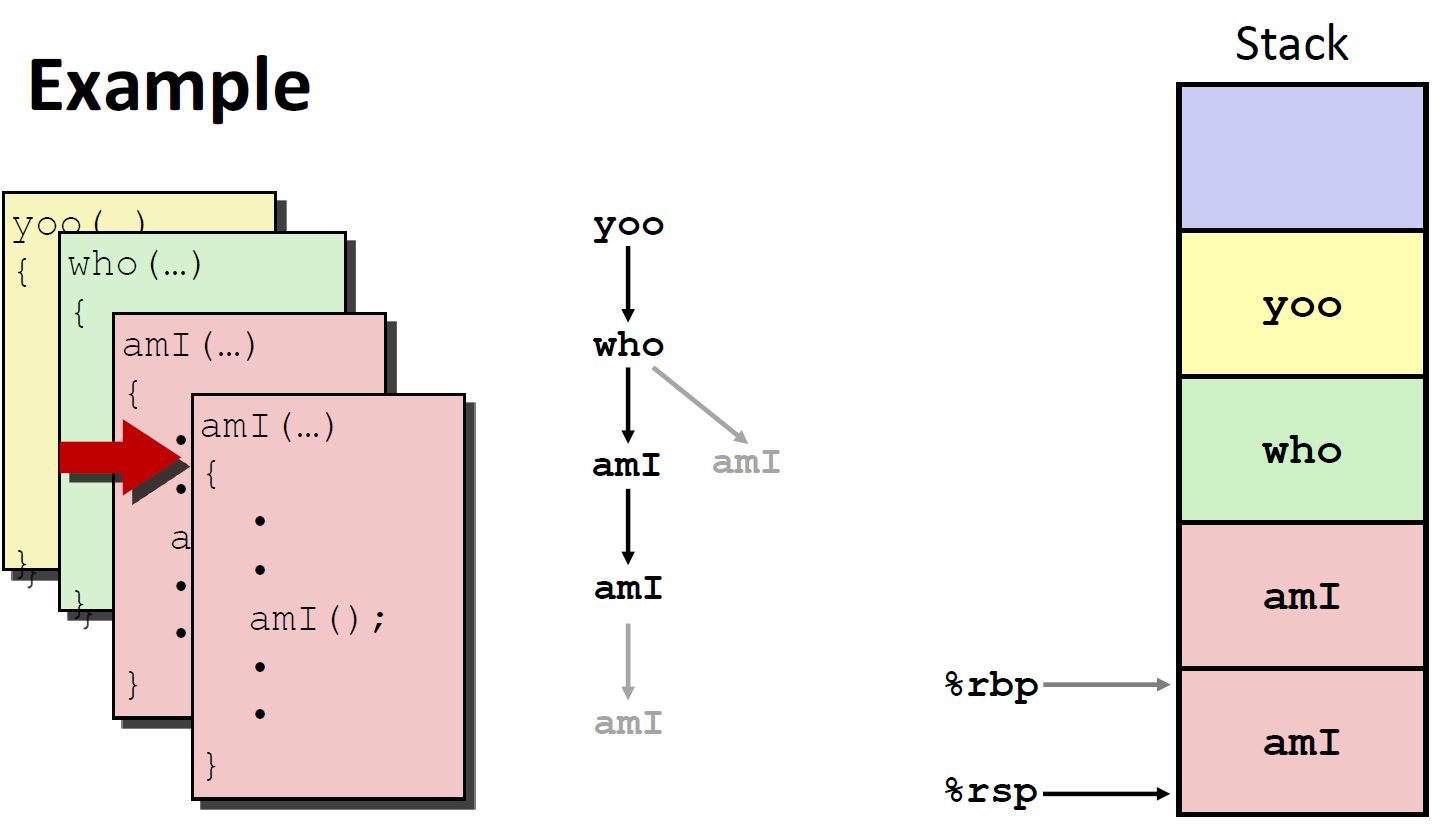 Example
Stack
yoo(…)
{
}
}
who(…)
{
}
}
amI(…)
{
•
•
a
•
•
}
amI(…)
{
•
•
amI();
•
•
}
yoo
who
amI
amI
amI
amI
yoo
who
amI
amI
%rbp
%rsp